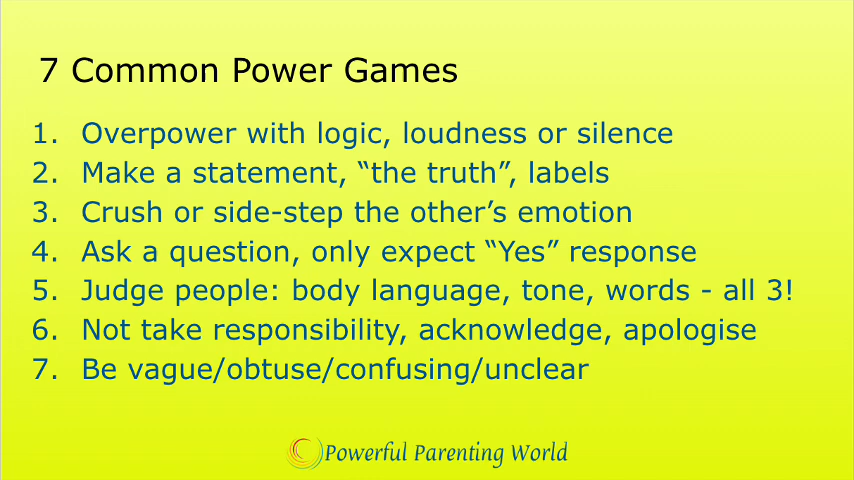 7 Common Power Games
1. Overpower with logic, loudness or silence
2. Make a statement, “the truth”, labels
3. Crush or side-step the other’s emotion
4. Ask a question, only expect “Yes” response
5. Judge people: body language, tone, words - all 3!
6. Not take responsibility, acknowledge, apologise
7. Be vague/obtuse/confusing/unclear
Powerful Parenting World